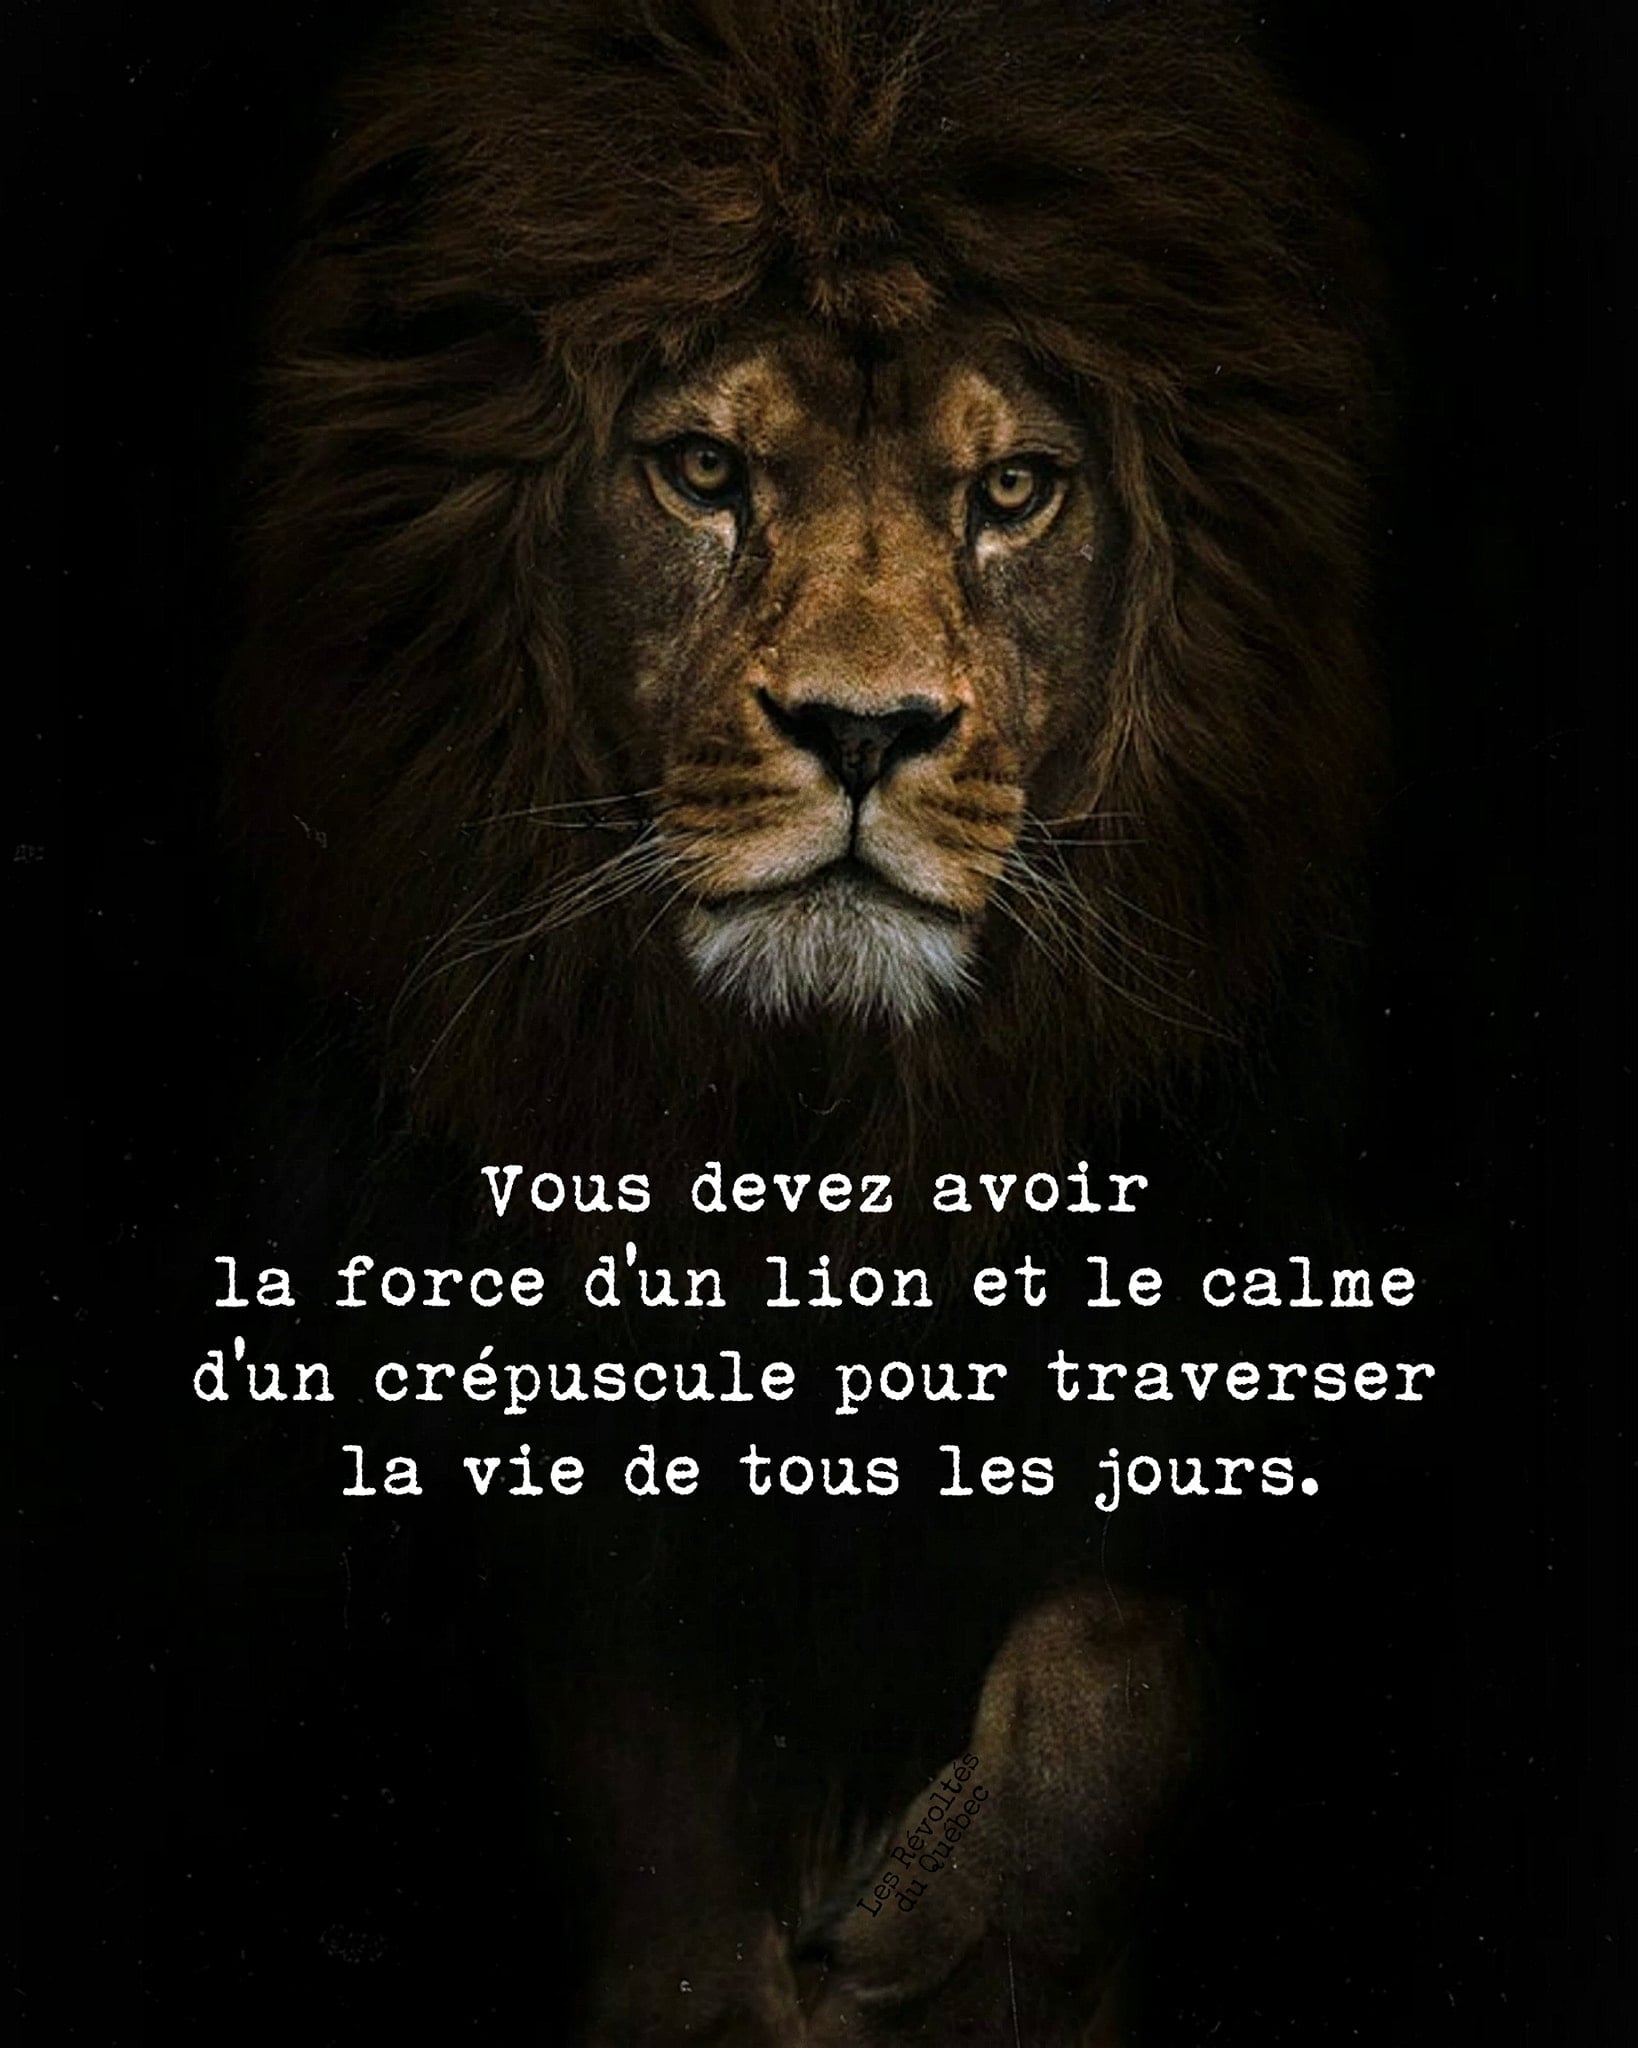 Vous devez avoir
la force d'un lion et le calme
d'un crépuscule pour traverser
la vie de tous les jours.
Les Révoltés
du Québec